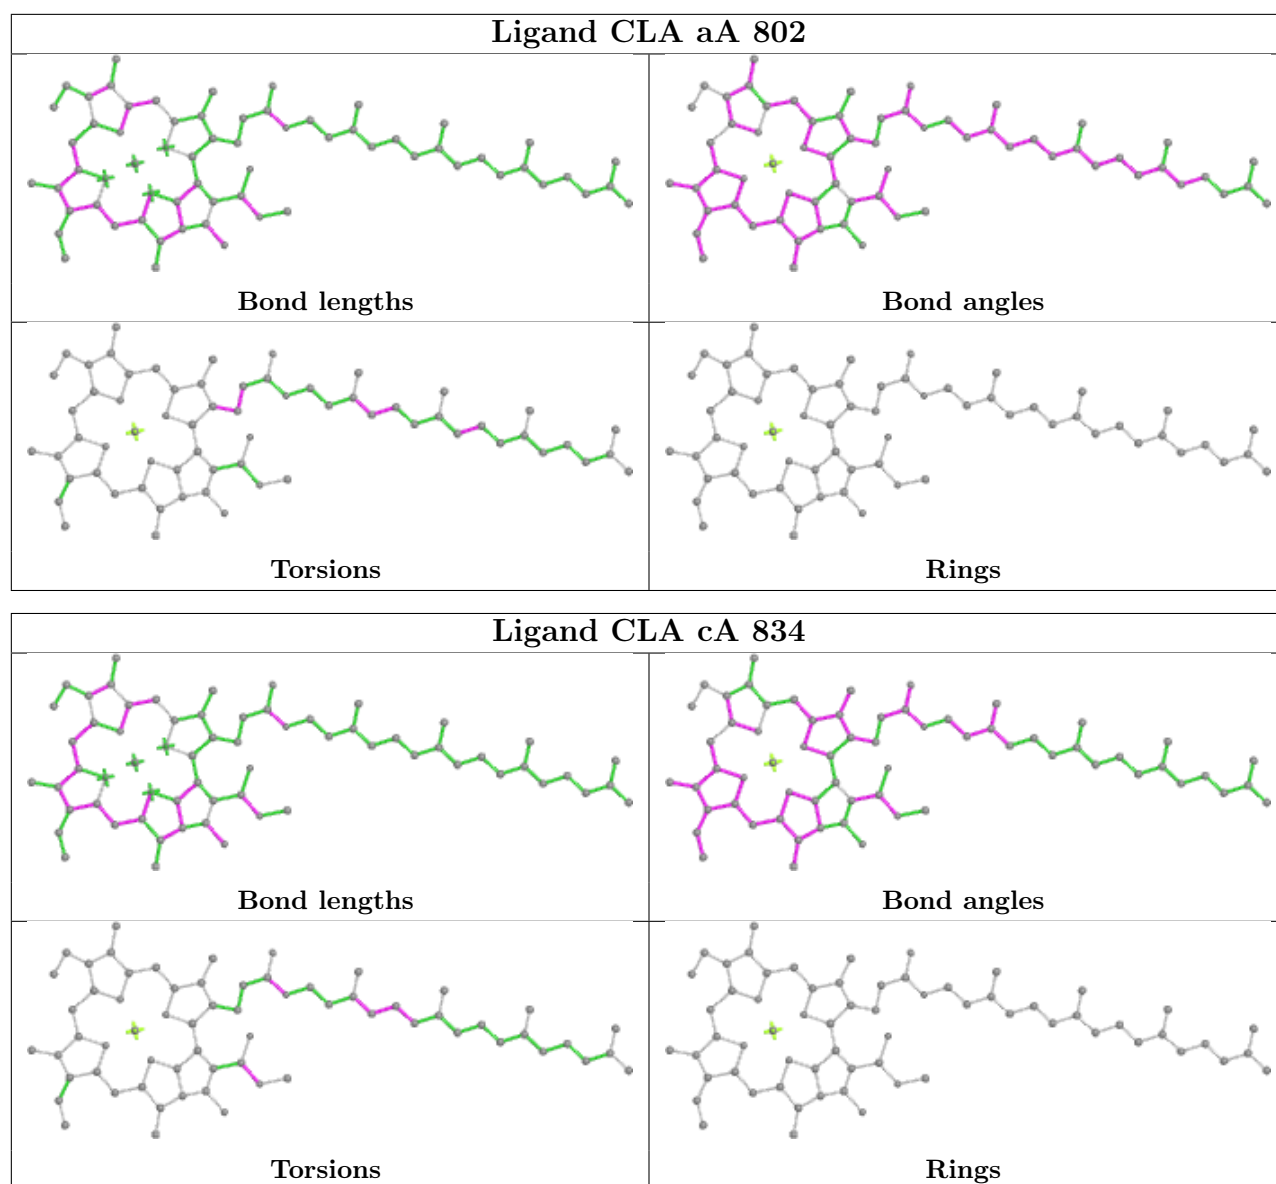 Ligand CLA aA 802
Bond lengths
Bond angles
Torsions
Rings
Ligand CLA cA 834
Bond lengths
Bond angles
Torsions
Rings